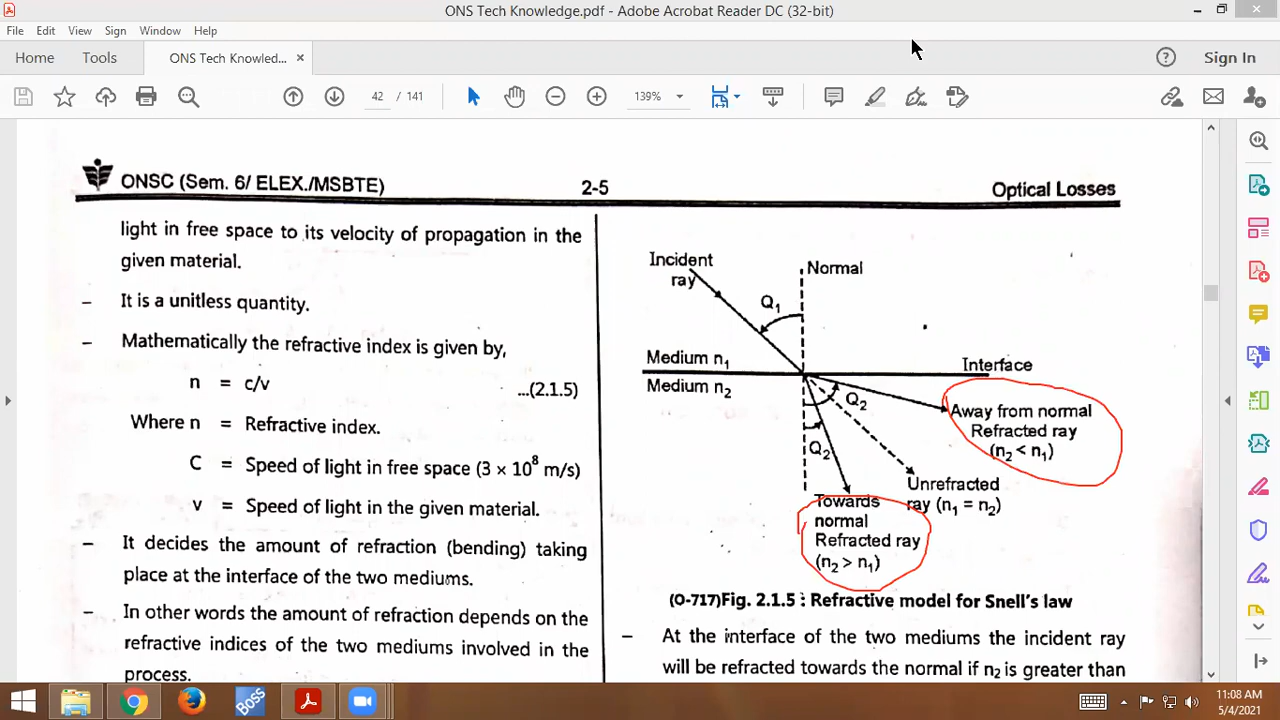 ONS Tech Knowledge.pdf - Adobe Acrobat Reader DC (32-bit)
File Edit View Sign Window Help
Home Tools ONS Tech Knowled... × Sign In
42 / 141 139%
ONSC (Sem. 6/ ELEX./MSBTE) 2-5 Optical Losses
light in free space to its velocity of propagation in the
given material.
– It is a unitless quantity.
– Mathematically the refractive index is given by,
n = c/v ...(2.1.5)
Where n = Refractive index.
C = Speed of light in free space (3 × 10⁸ m/s)
v = Speed of light in the given material.
– It decides the amount of refraction (bending) taking
place at the interface of the two mediums.
– In other words the amount of refraction depends on the
refractive indices of the two mediums involved in the
process.
Incident
ray
Normal
Q₁
Medium n₁
Interface
Medium n₂
Q₂
Away from normal
Refracted ray
(n₂ < n₁)
Q₂
Unrefracted
ray (n₁ = n₂)
Towards
normal
Refracted ray
(n₂ > n₁)
(O-717)Fig. 2.1.5 : Refractive model for Snell's law
– At the interface of the two mediums the incident ray
will be refracted towards the normal if n₂ is greater than
BOSS
11:08 AM
5/4/2021